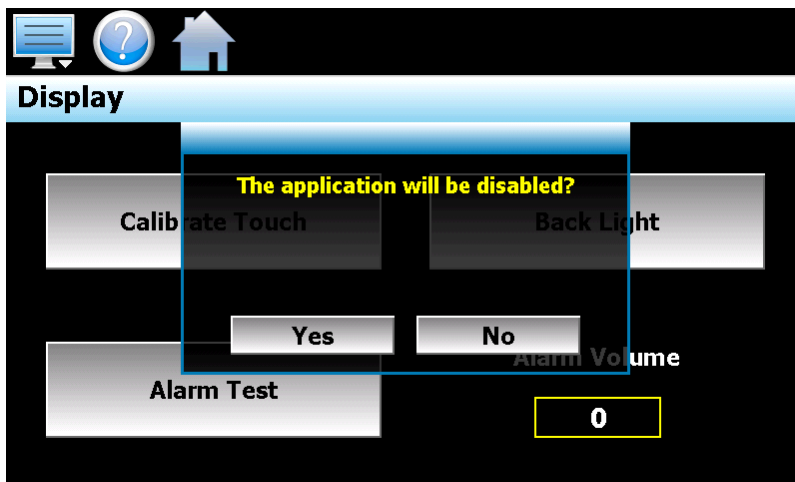 ?
Display
The application will be disabled?
Calibrate Touch
Back Light
Yes
No
Alarm Volume
Alarm Test
0